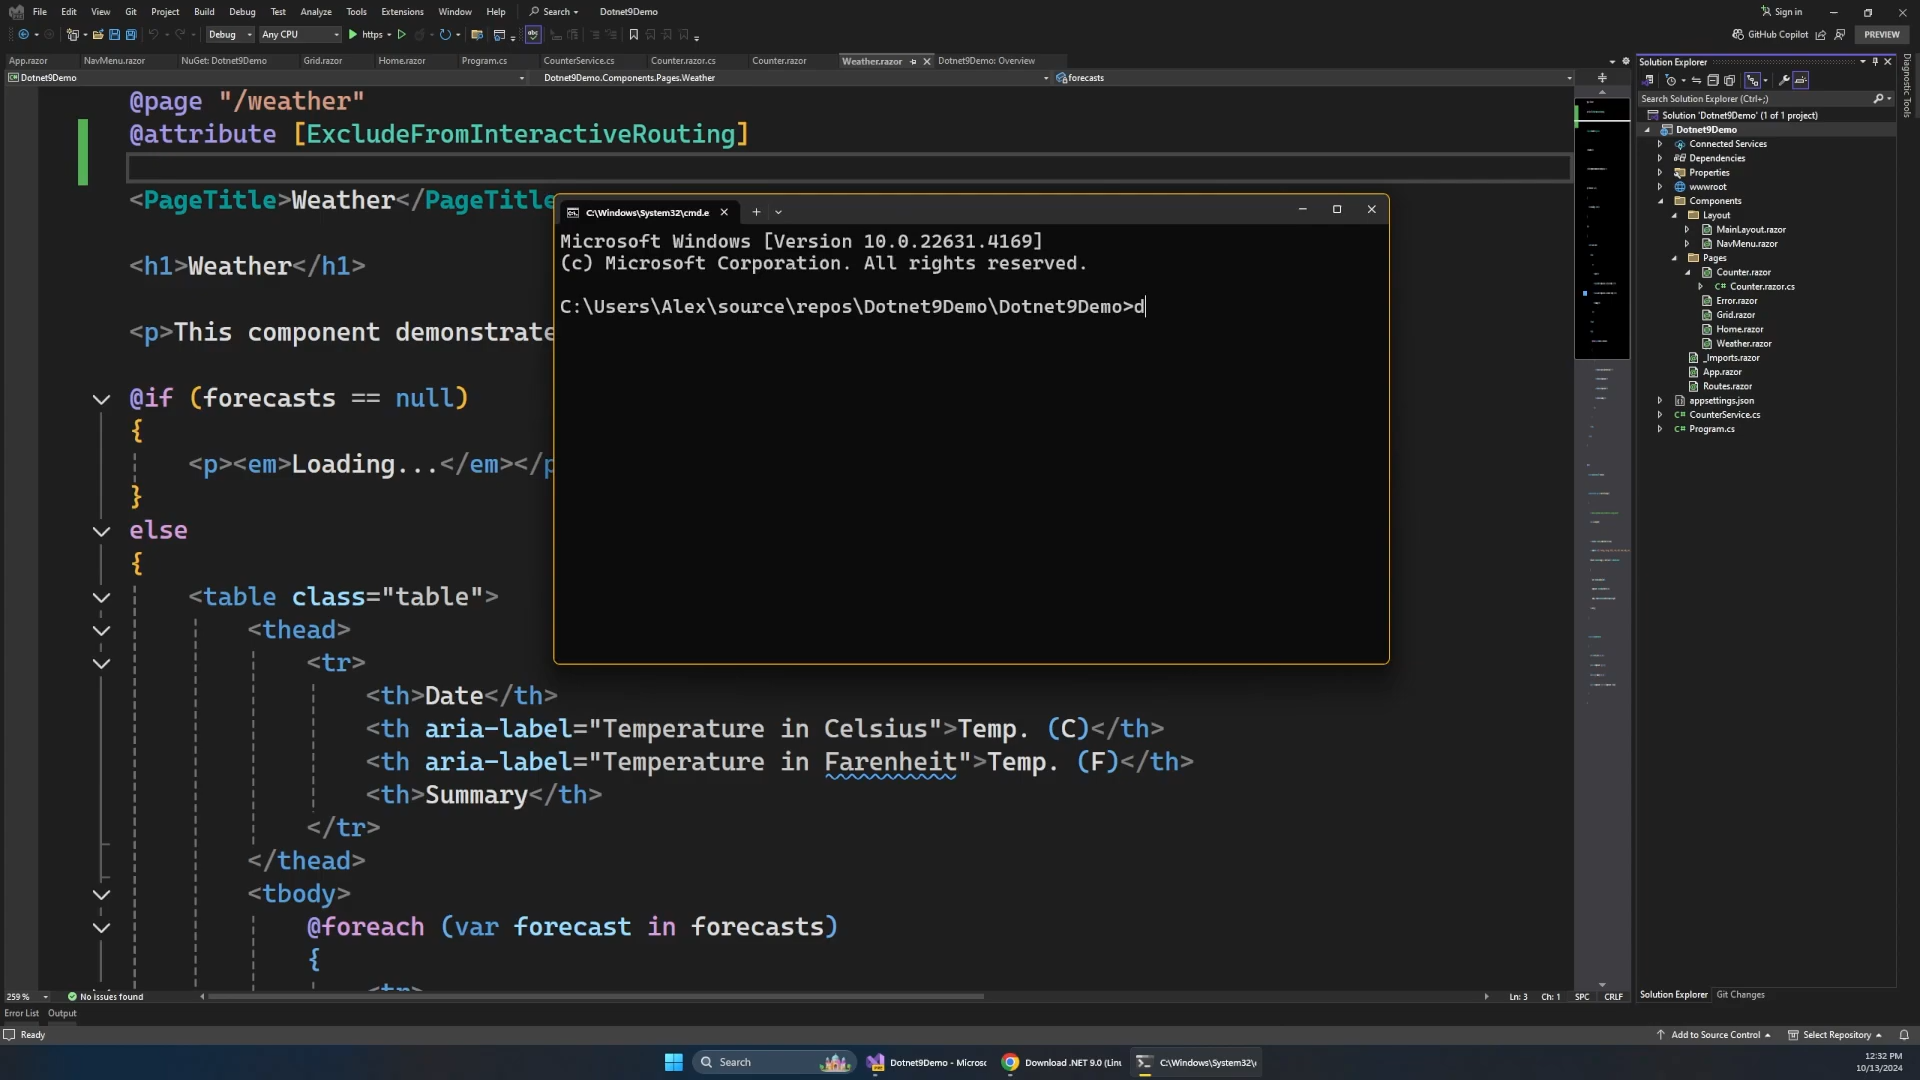 File Edit View Git Project Build Debug Test Analyze Tools Extensions Window Help Search Dotnet9Demo Sign in
Debug Any CPU https GitHub Copilot PREVIEW
App.razor NavMenu.razor NuGet: Dotnet9Demo Grid.razor Home.razor Program.cs CounterService.cs Counter.razor.cs Counter.razor Weather.razor Dotnet9Demo: Overview
Dotnet9Demo Dotnet9Demo.Components.Pages.Weather forecasts
@page "/weather"
@attribute [ExcludeFromInteractiveRouting]
<PageTitle>Weather</PageTitle
<h1>Weather</h1>
<p>This component demonstrate
@if (forecasts == null)
{
<p><em>Loading...</em></p
}
else
{
<table class="table">
<thead>
<tr>
<th>Date</th>
<th aria-label="Temperature in Celsius">Temp. (C)</th>
<th aria-label="Temperature in Farenheit">Temp. (F)</th>
<th>Summary</th>
</tr>
</thead>
<tbody>
@foreach (var forecast in forecasts)
{
<tr>
C:\Windows\System32\cmd.e
Microsoft Windows [Version 10.0.22631.4169]
(c) Microsoft Corporation. All rights reserved.
C:\Users\Alex\source\repos\Dotnet9Demo\Dotnet9Demo>d
Solution Explorer
Search Solution Explorer (Ctrl+;)
Solution 'Dotnet9Demo' (1 of 1 project)
Dotnet9Demo
Connected Services
Dependencies
Properties
wwwroot
Components
Layout
MainLayout.razor
NavMenu.razor
Pages
Counter.razor
C# Counter.razor.cs
Error.razor
Grid.razor
Home.razor
Weather.razor
_Imports.razor
App.razor
Routes.razor
appsettings.json
C# CounterService.cs
C# Program.cs
Diagnostic Tools
259 % No issues found Ln: 3 Ch: 1 SPC CRLF
Solution Explorer Git Changes
Error List Output
Ready Add to Source Control Select Repository
Search Dotnet9Demo - Microso Download .NET 9.0 (Linu C:\Windows\System32\
12:32 PM
10/13/2024